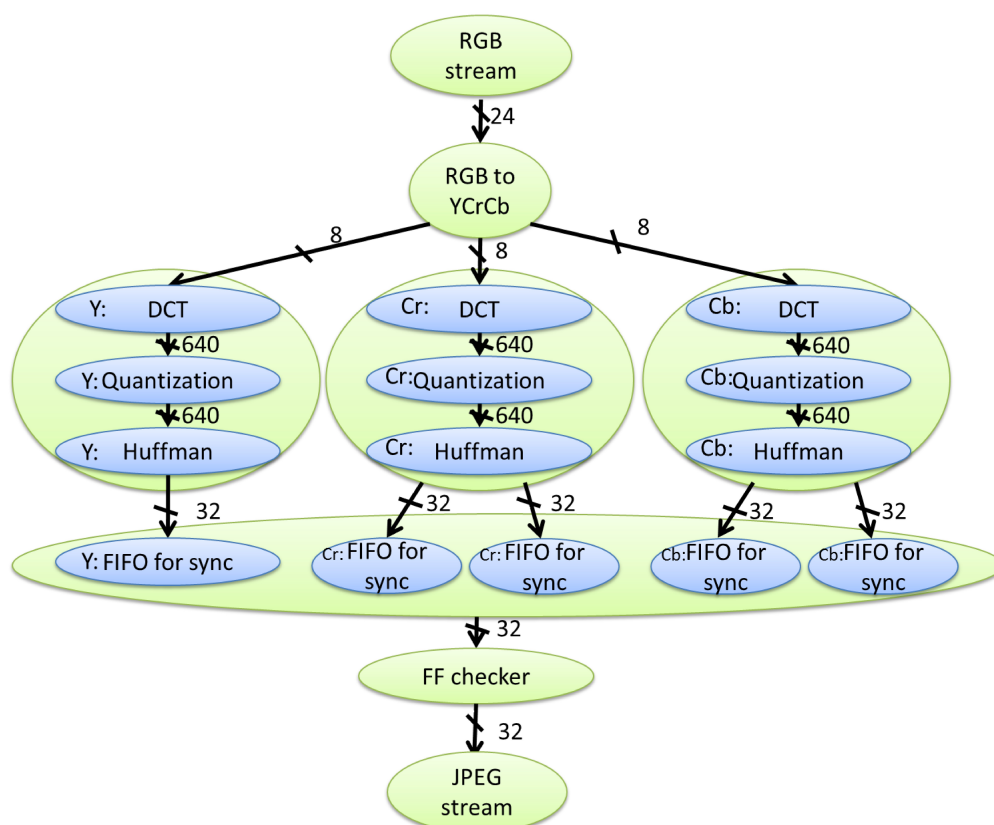 RGB
stream
24
RGB to
YCrCb
8
8
8
Y: DCT
Cr: DCT
Cb: DCT
640
640
640
Y: Quantization
Cr: Quantization
Cb: Quantization
640
640
640
Y: Huffman
Cr: Huffman
Cb: Huffman
32
32
32
32
32
Y: FIFO for sync
Cr: FIFO for
sync
Cr: FIFO for
sync
Cb: FIFO for
sync
Cb: FIFO for
sync
32
FF checker
32
JPEG
stream